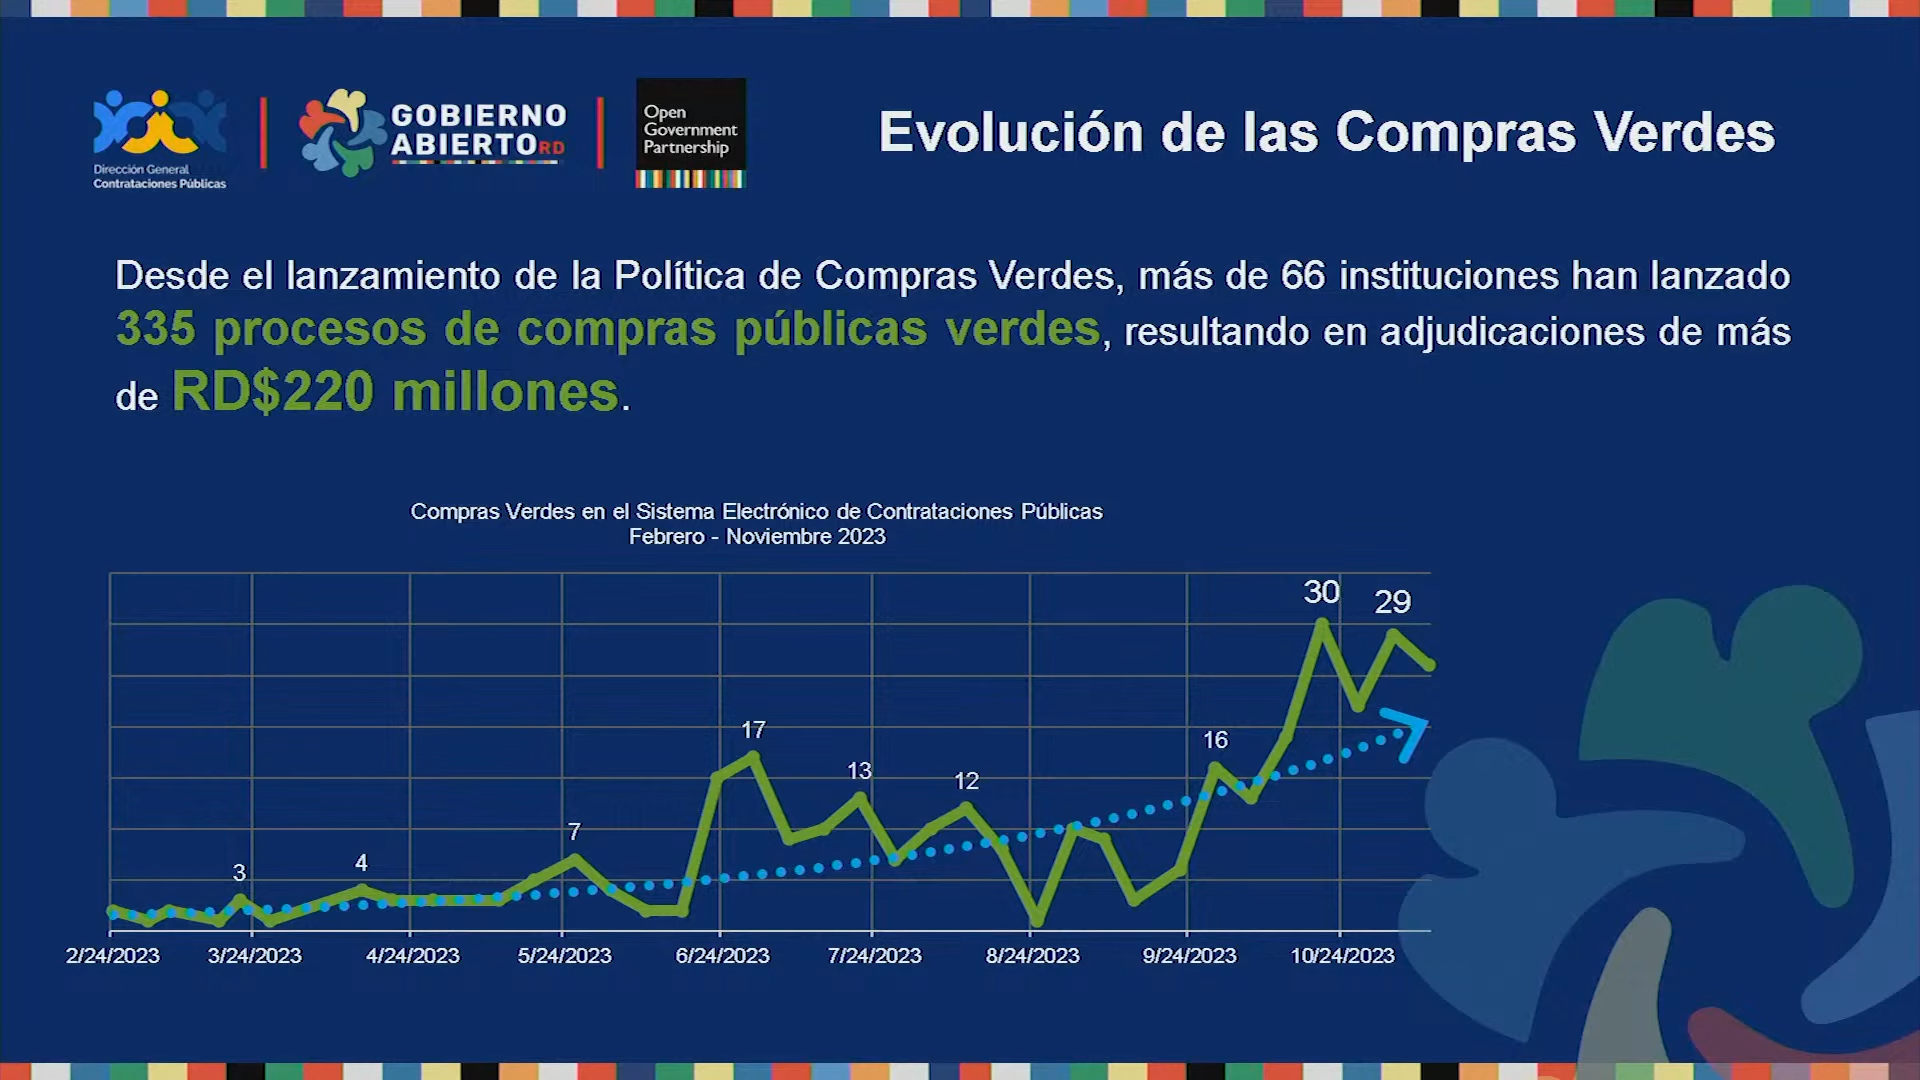 Dirección General
Contrataciones Públicas
GOBIERNO
ABIERTORD
Open
Government
Partnership
Evolución de las Compras Verdes
Desde el lanzamiento de la Política de Compras Verdes, más de 66 instituciones han lanzado
335 procesos de compras públicas verdes, resultando en adjudicaciones de más
de RD$220 millones.
Compras Verdes en el Sistema Electrónico de Contrataciones Públicas
Febrero - Noviembre 2023
3
4
7
17
13
12
16
30
29
2/24/2023
3/24/2023
4/24/2023
5/24/2023
6/24/2023
7/24/2023
8/24/2023
9/24/2023
10/24/2023